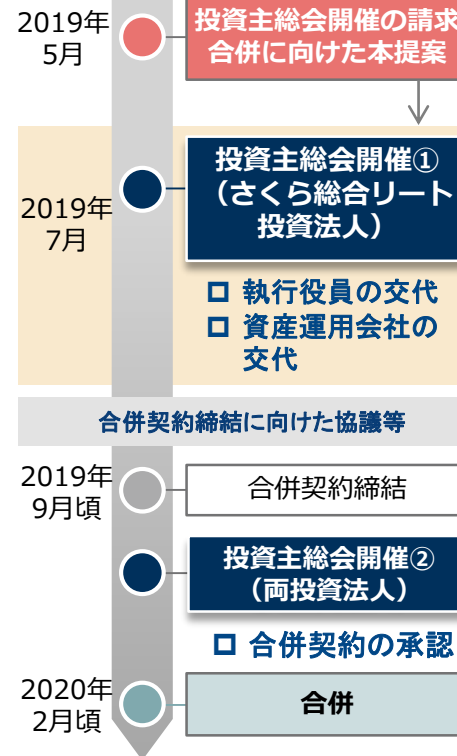 2019年
5月
投資主総会開催の請求
合併に向けた本提案
2019年
7月
投資主総会開催①
（さくら総合リート
投資法人）
ロ 執行役員の交代
ロ 資産運用会社の
交代
合併契約締結に向けた協議等
2019年
9月頃
合併契約締結
投資主総会開催②
（両投資法人）
ロ 合併契約の承認
2020年
2月頃
合併